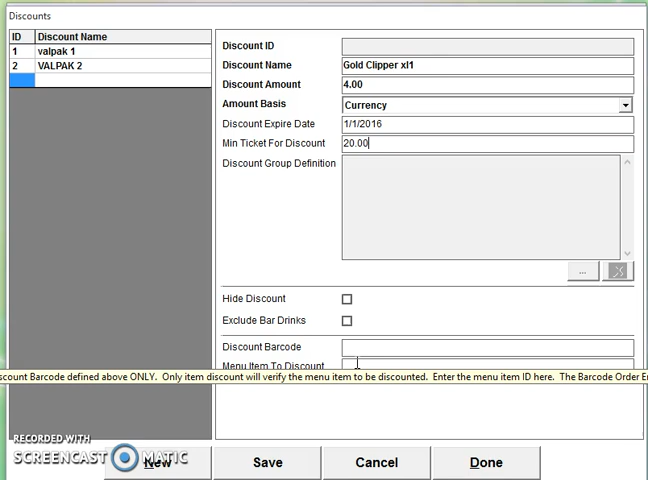 Discounts
ID Discount Name
1 valpak 1
2 VALPAK 2
Discount ID
Discount Name Gold Clipper xl1
Discount Amount 4.00
Amount Basis Currency
Discount Expire Date 1/1/2016
Min Ticket For Discount 20.00
Discount Group Definition
...
Hide Discount
Exclude Bar Drinks
Discount Barcode
Menu Item To Discount
scount Barcode defined above ONLY. Only item discount will verify the menu item to be discounted. Enter the menu item ID here. The Barcode Order E
RECORDED WITH
SCREENCAST MATIC
New Save Cancel Done